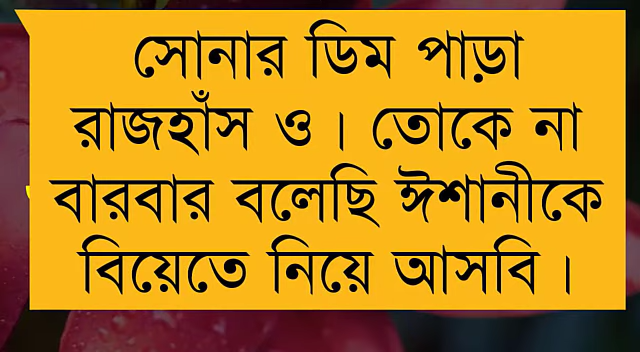 সোনার ডিম পাড়া
রাজহাঁস ও । তোকে না
বারবার বলেছি ঈশানীকে
বিয়েতে নিয়ে আসবি ।